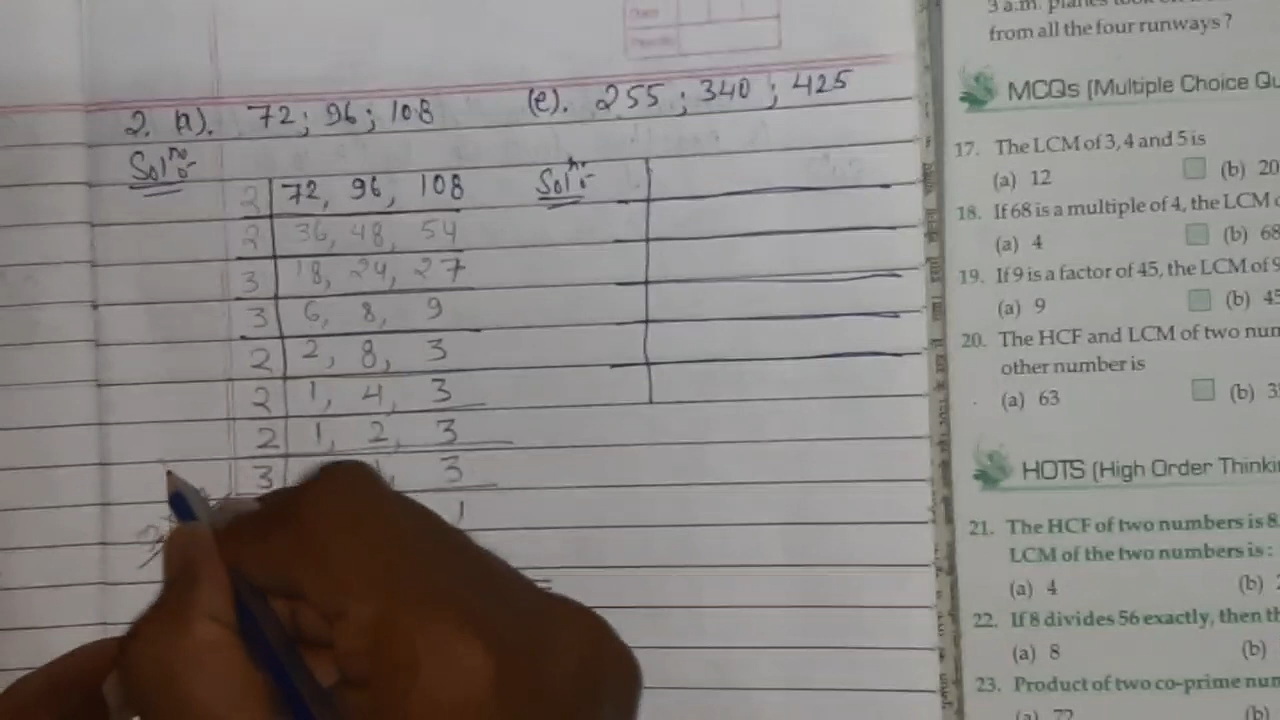 2. (a). 72; 96; 108
Solno-
2 | 72, 96, 108
2 | 36, 48, 54
3 | 18, 24, 27
3 | 6, 8, 9
2 | 2, 8, 3
2 | 1, 4, 3
2 | 1, 2, 3
3 | 3
1
(e). 255; 340; 425
Solno-
3 a.m. planes
from all the four runways ?
MCQs (Multiple Choice Qu
17. The LCM of 3, 4 and 5 is
(a) 12 (b) 20
18. If 68 is a multiple of 4, the LCM o
(a) 4 (b) 68
19. If 9 is a factor of 45, the LCM of 9
(a) 9 (b) 45
20. The HCF and LCM of two num
other number is
(a) 63 (b) 3
HOTS (High Order Thinki
21. The HCF of two numbers is 8
LCM of the two numbers is :
(a) 4 (b)
22. If 8 divides 56 exactly, then th
(a) 8 (b)
23. Product of two co-prime num
(a) 72 (b)